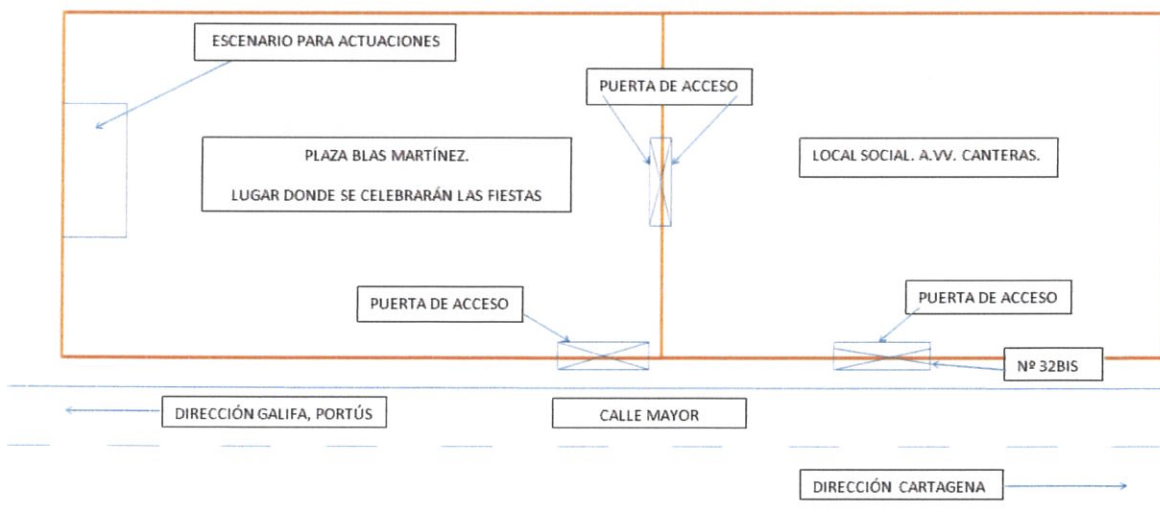 ESCENARIO PARA ACTUACIONES
PUERTA DE ACCESO
PLAZA BLAS MARTÍNEZ.
LUGAR DONDE SE CELEBRARÁN LAS FIESTAS
LOCAL SOCIAL. A.VV. CANTERAS.
PUERTA DE ACCESO
PUERTA DE ACCESO
Nº 32BIS
DIRECCIÓN GALIFA, PORTÚS
CALLE MAYOR
DIRECCIÓN CARTAGENA